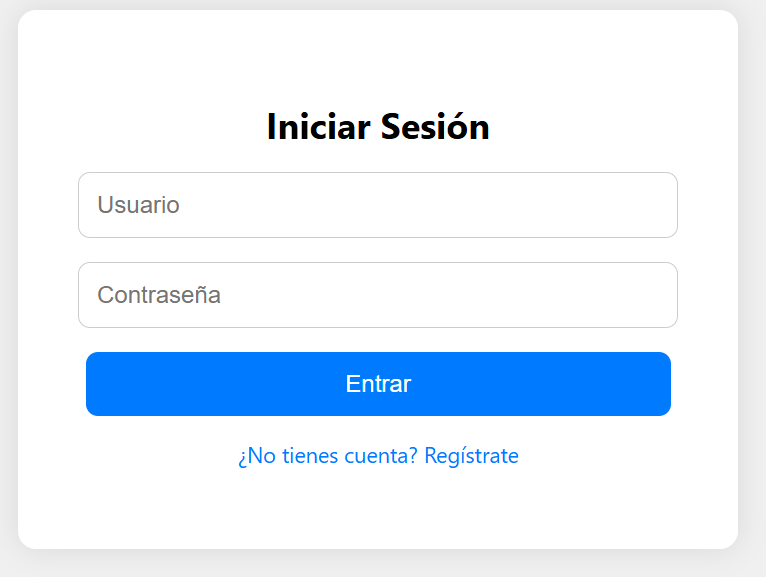 Iniciar Sesión
Usuario
Contraseña
Entrar
¿No tienes cuenta? Regístrate